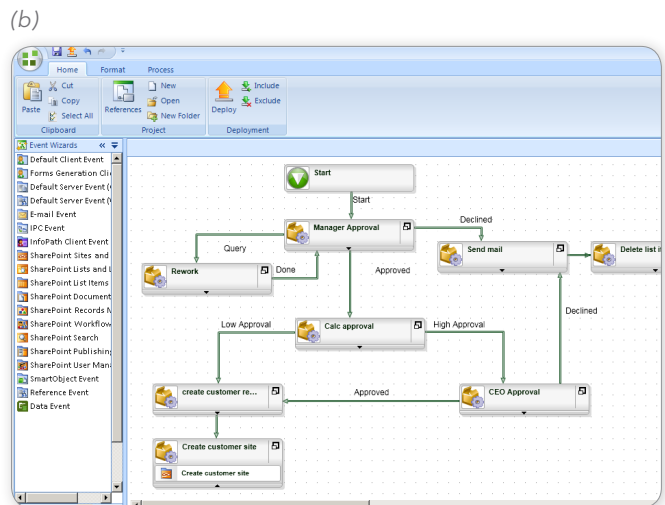 (b)
Home Format Process
Paste
Cut
Copy
Select All
Clipboard
References
New
Open
New Folder
Project
Deploy
Include
Exclude
Deployment
Event Wizards
Default Client Event
Forms Generation Clie
Default Server Event (
Default Server Event (
E-mail Event
IPC Event
InfoPath Client Event
SharePoint Sites and
SharePoint Lists and L
SharePoint List Items
SharePoint Document
SharePoint Records M
SharePoint Workflow
SharePoint Search
SharePoint Publishing
SharePoint User Mana
SmartObject Event
Reference Event
Data Event
Start
Start
Manager Approval
Declined
Query
Send mail
Delete list it
Rework
Done
Approved
Declined
Low Approval
Calc approval
High Approval
create customer re...
Approved
CEO Approval
Create customer site
Create customer site